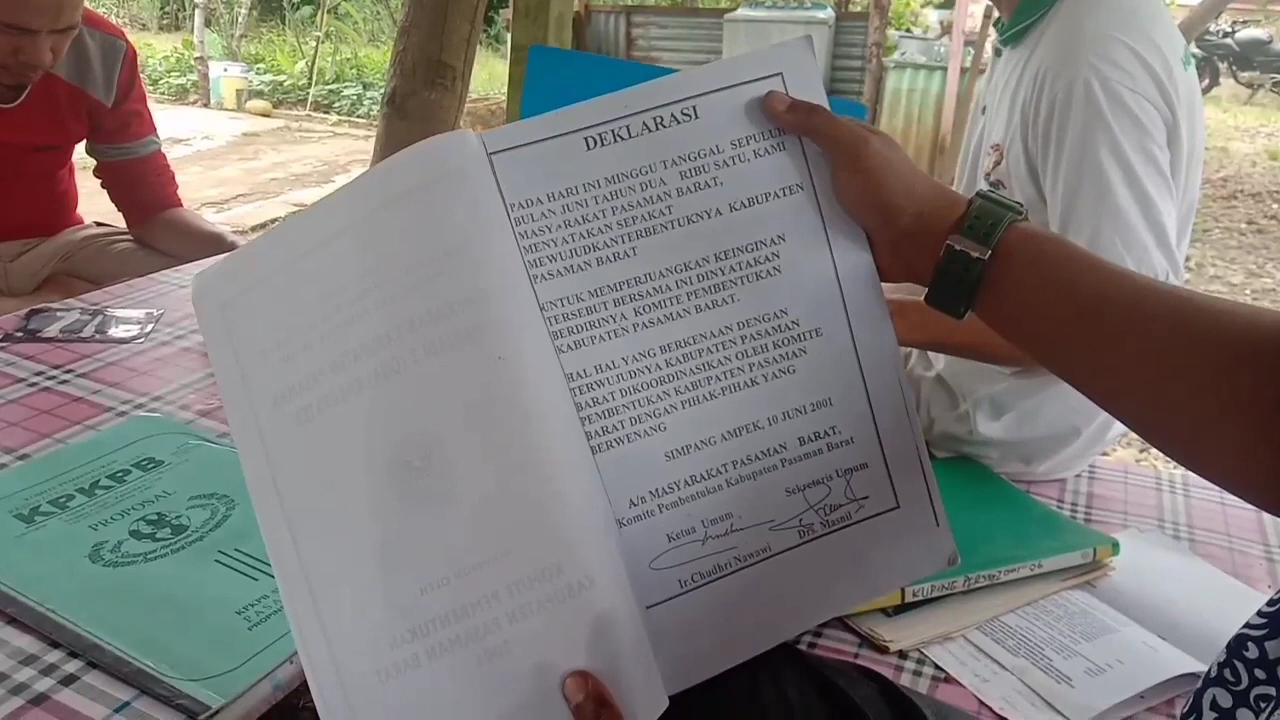 DEKLARASI
PADA HARI INI MINGGU TANGGAL SEPULUH
BULAN JUNI TAHUN DUA RIBU SATU, KAMI
MASYARAKAT PASAMAN BARAT,
MENYATAKAN SEPAKAT
MEWUJUDKANTERBENTUKNYA KABUPATEN
PASAMAN BARAT
UNTUK MEMPERJUANGKAN KEINGINAN
TERSEBUT BERSAMA INI DINYATAKAN
BERDIRINYA KOMITE PEMBENTUKAN
KABUPATEN PASAMAN BARAT.
HAL HAL YANG BERKENAAN DENGAN
TERWUJUDNYA KABUPATEN PASAMAN
BARAT DIKOORDINASIKAN OLEH KOMITE
PEMBENTUKAN KABUPATEN PASAMAN
BARAT DENGAN PIHAK-PIHAK YANG
BERWENANG
SIMPANG AMPEK, 10 JUNI 2001
A/n MASYARAKAT PASAMAN BARAT,
Komite Pembentukan Kabupaten Pasaman Barat
Ketua Umum Sekretaris Umum
Ir.Chudhri Nawawi Drs. Masnil
KPKPB
PROPOSAL
KUPING PERS